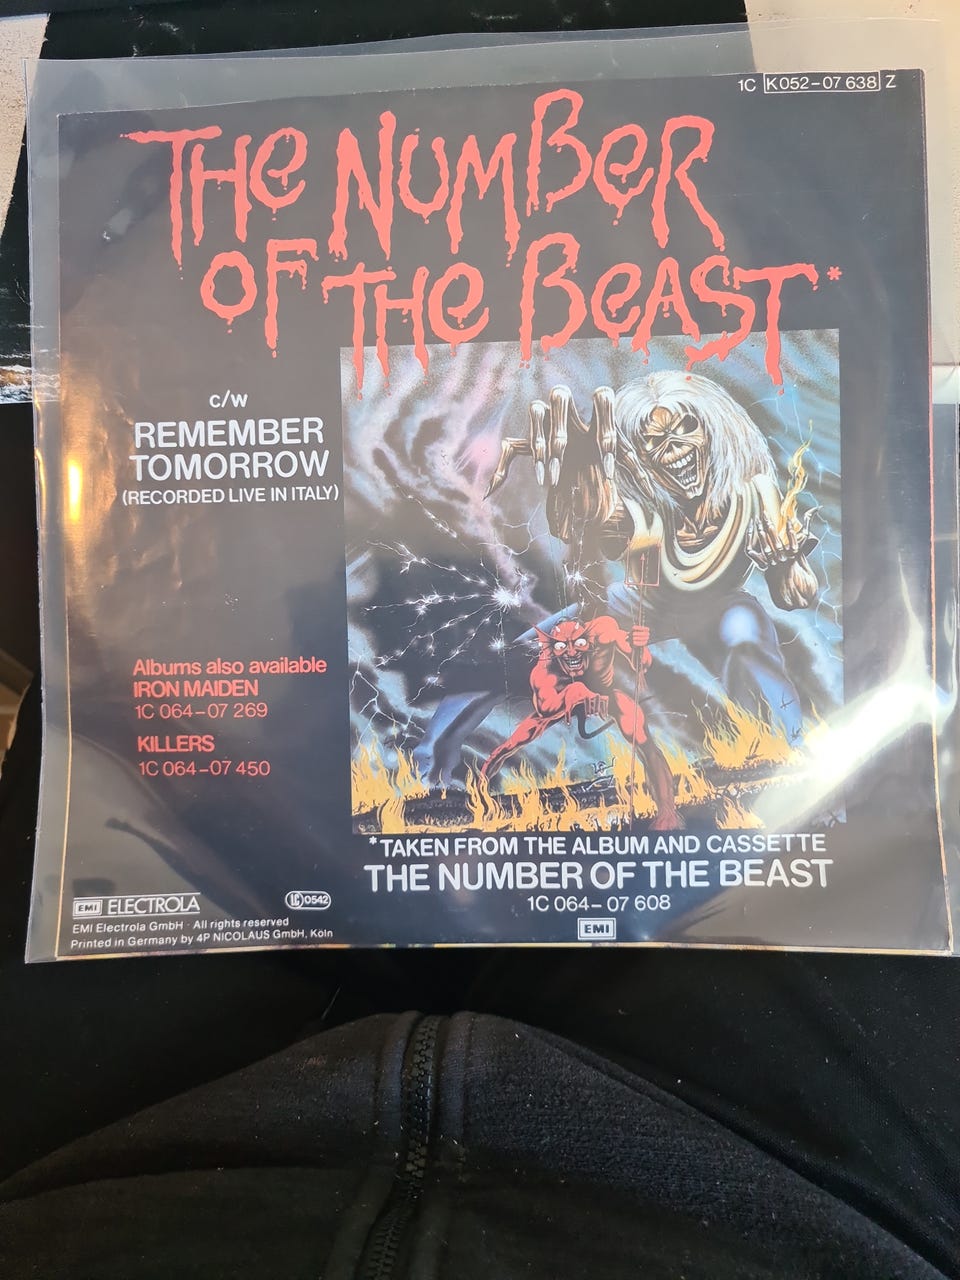 1C K052-07 638 Z
THE NUMBER
OF THE BEAST*
c/w
REMEMBER
TOMORROW
(RECORDED LIVE IN ITALY)
Albums also available
IRON MAIDEN
1C 064-07 269
KILLERS
1C 064-07 450
*TAKEN FROM THE ALBUM AND CASSETTE
THE NUMBER OF THE BEAST
1C 064-07 608
EMI
EMI ELECTROLA
LC 0542
EMI Electrola GmbH · All rights reserved
Printed in Germany by 4P NICOLAUS GmbH, Köln